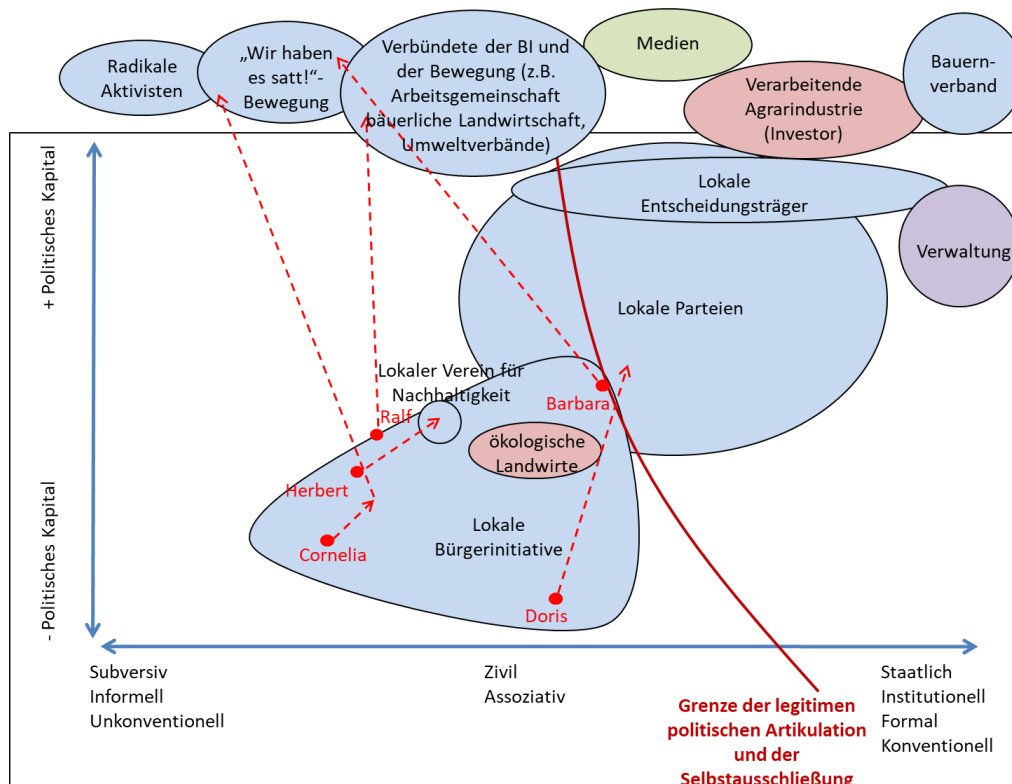 Radikale
Aktivisten
„Wir haben
es satt!“-
Bewegung
Verbündete der BI und
der Bewegung (z.B.
Arbeitsgemeinschaft
bäuerliche Landwirtschaft,
Umweltverbände)
Medien
Verarbeitende
Agrarindustrie
(Investor)
Bauern-
verband
+ Politisches Kapital
Lokale
Entscheidungsträger
Verwaltung
Lokale Parteien
Lokaler Verein für
Nachhaltigkeit
Ralf
Barbara
ökologische
Landwirte
Herbert
Lokale
Bürgerinitiative
Cornelia
Doris
- Politisches Kapital
Subversiv
Informell
Unkonventionell
Zivil
Assoziativ
Staatlich
Institutionell
Formal
Konventionell
Grenze der legitimen
politischen Artikulation
und der
Selbstausschließung